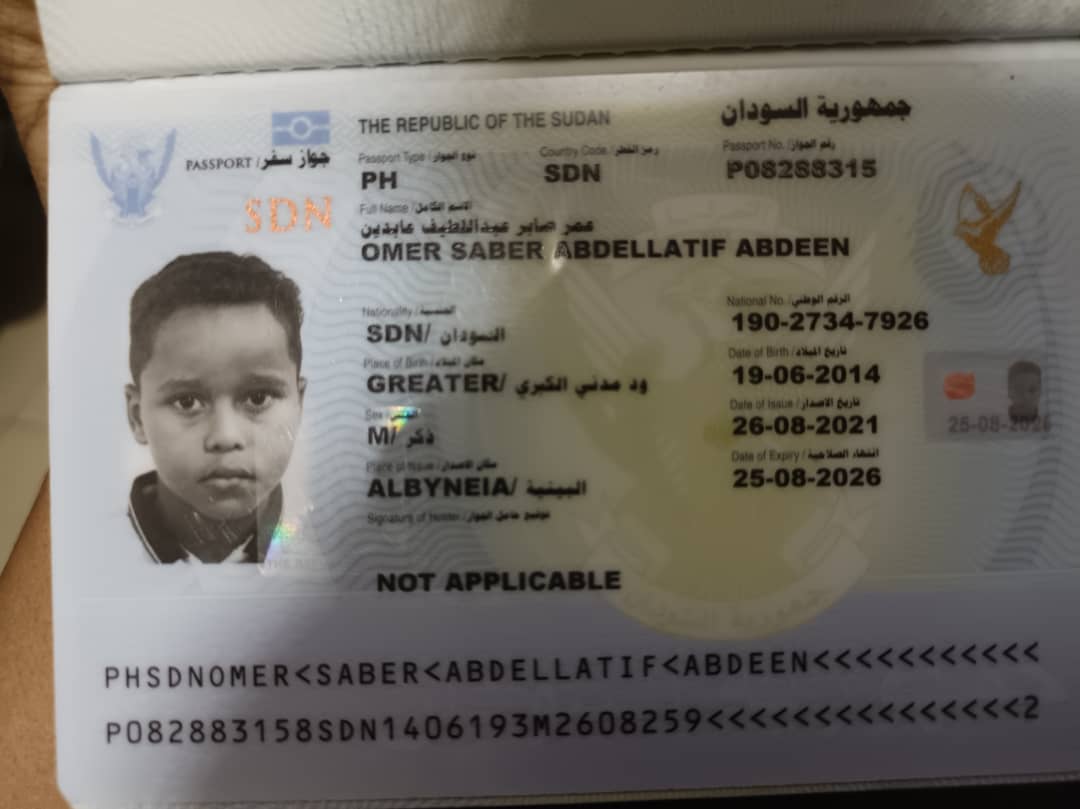 THE REPUBLIC OF THE SUDAN جمهورية السودان
PASSPORT / جواز سفر
Passport Type / نوع الجواز Country Code / رمز القطر Passport No. / رقم الجواز
PH SDN P08288315
SDN
Full Name / الاسم الكامل
عمر صابر عبداللطيف عابدين
OMER SABER ABDELLATIF ABDEEN
Nationality / الجنسية National No. / الرقم الوطني
SDN/ السودان 190-2734-7926
Place of Birth / مكان الميلاد Date of Birth / تاريخ الميلاد
GREATER/ ود مدني الكبري 19-06-2014
Sex / الجنس Date of Issue / تاريخ الاصدار
M/ ذكر 26-08-2021
Place of Issue / مكان الاصدار Date of Expiry / انتهاء الصلاحية
ALBYNEIA/ البينية 25-08-2026
25-08-2026
Signature of Holder / توقيع حامل الجواز
NOT APPLICABLE
جمهورية السودان
PHSDNOMER<SABER<ABDELLATIF<ABDEEN<<<<<<<<<<<
P082883158SDN1406193M2608259<<<<<<<<<<<<<<<2